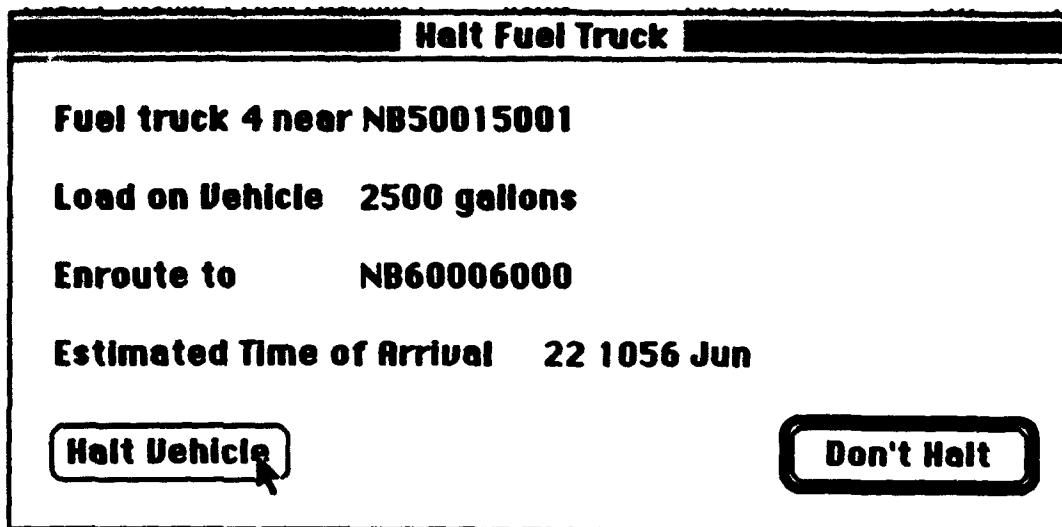 Halt Fuel Truck
Fuel truck 4 near NB50015001
Load on Vehicle 2500 gallons
Enroute to NB60006000
Estimated Time of Arrival 22 1056 Jun
Halt Vehicle Don't Halt